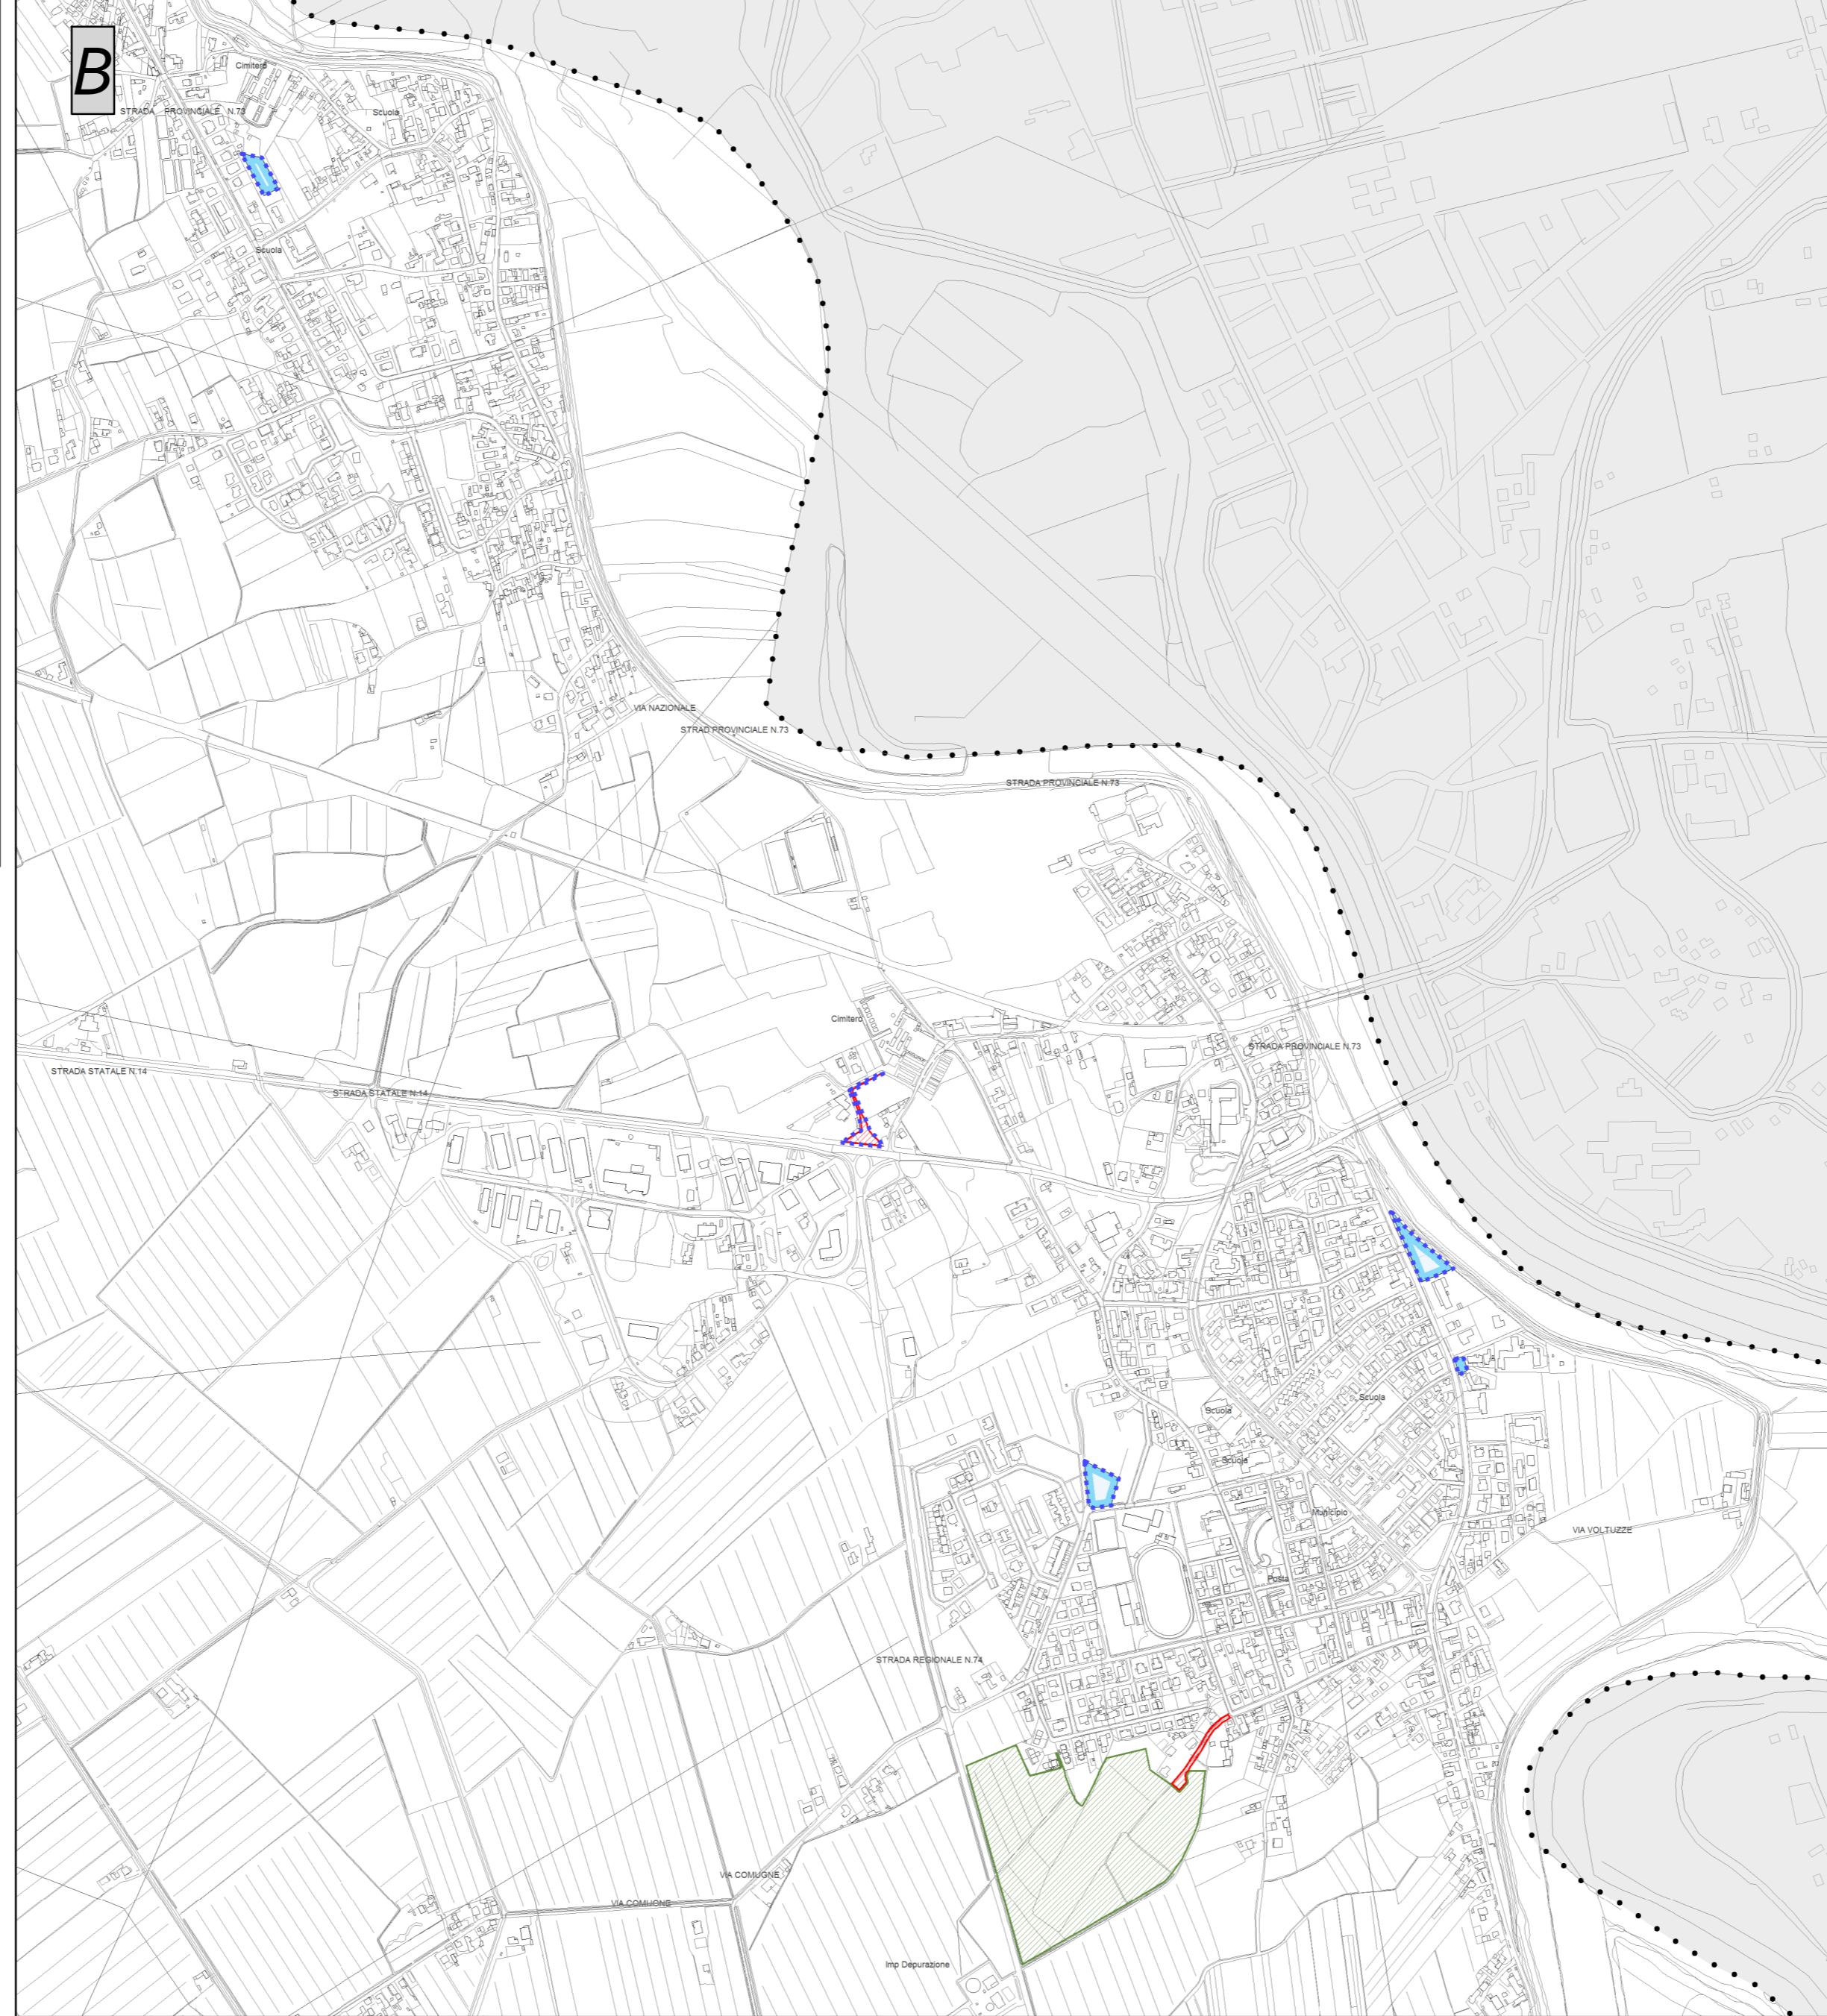 B
Cimitero
STRADA PROVINCIALE N.73
Scuola
Scuola
VIA NAZIONALE
STRAD PROVINCIALE N.73
STRADA PROVINCIALE N.73
Cimitero
STRADA PROVINCIALE N.73
STRADA STATALE N.14
STRADA STATALE N.14
Scuola
Scuola
Scuola
Municipio
VIA VOLTUZZE
Posta
STRADA REGIONALE N.74
VIA COMUGNE
VIA COMUGNE
Imp Depurazione